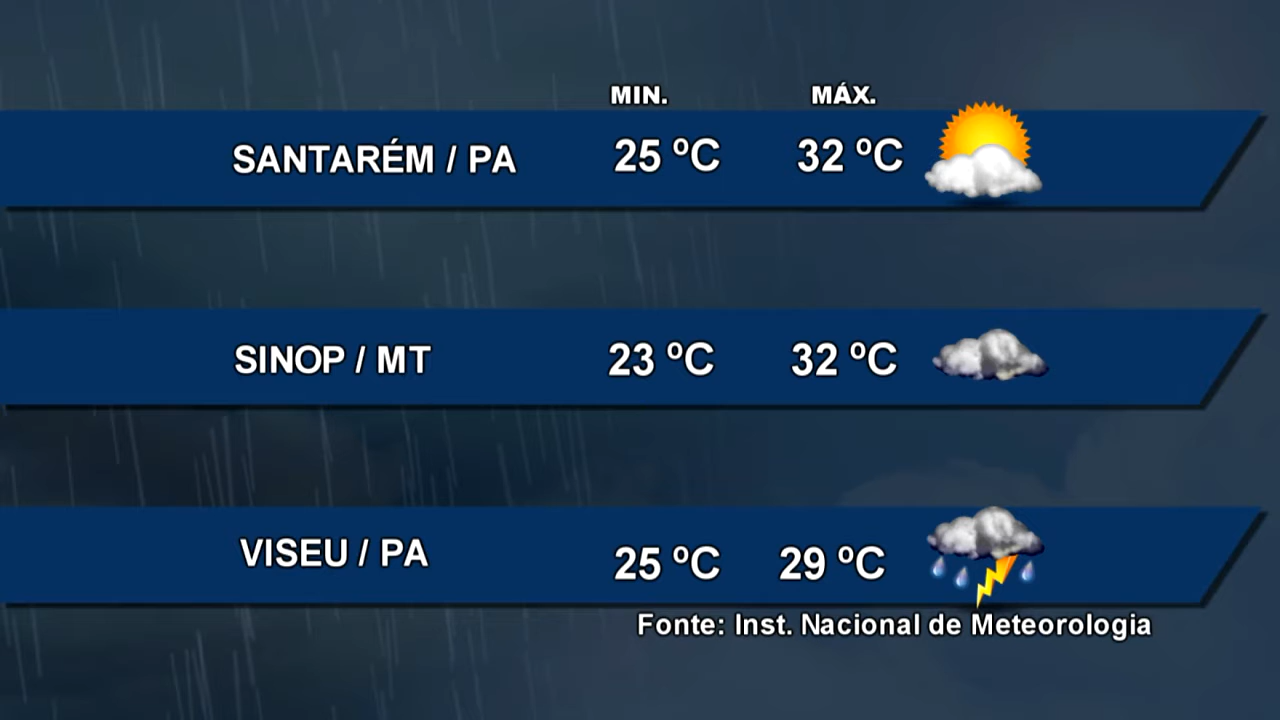 MIN. MÁX.
SANTARÉM / PA 25 ºC 32 ºC
SINOP / MT 23 ºC 32 ºC
VISEU / PA 25 ºC 29 ºC
Fonte: Inst. Nacional de Meteorologia